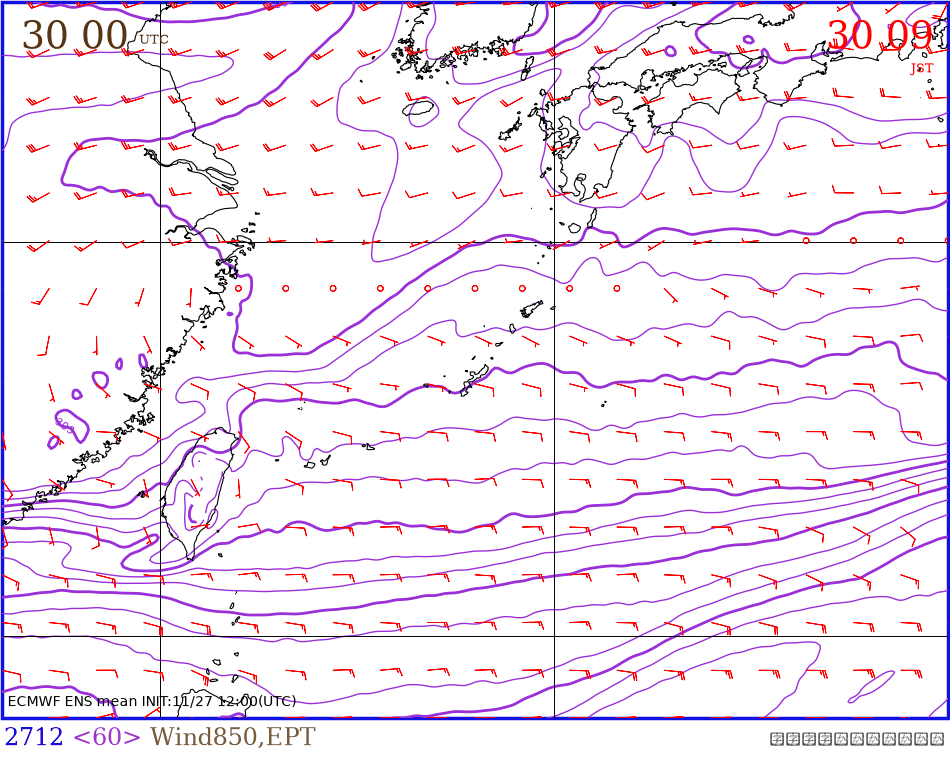 30 00 UTC
30 09
JST
ECMWF ENS mean INIT:11/27 12:00(UTC)
2712 <60> Wind850,EPT